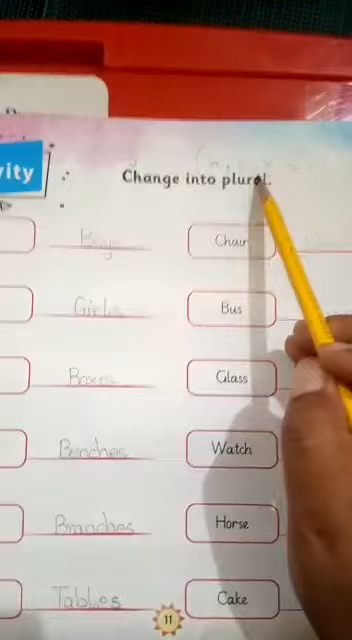 vity
Change into plural.
Boys Chair
Girls Bus
Boxes Glass
Benches Watch
Branches Horse
Tables Cake
11